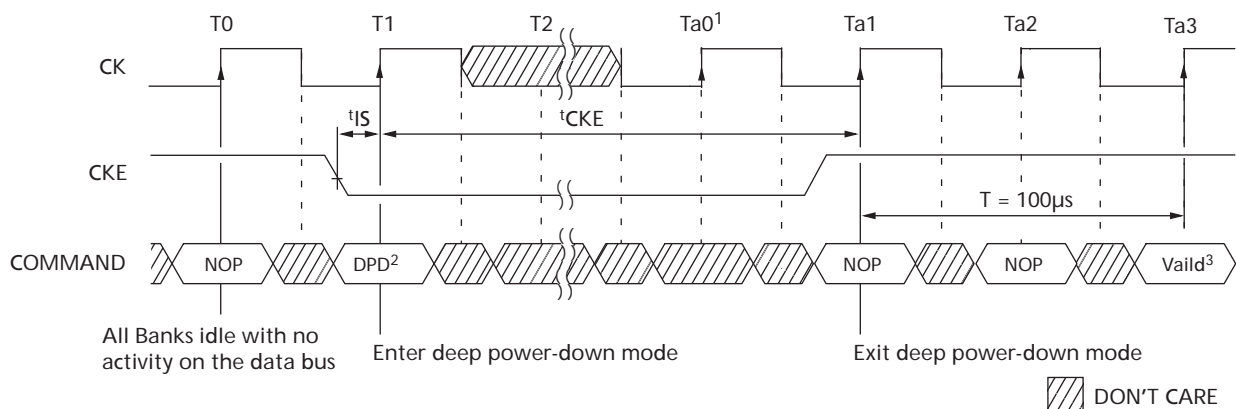 T0 T1 T2 Ta0¹ Ta1 Ta2 Ta3
CK
tIS tCKE
CKE
T = 100µs
COMMAND NOP DPD² NOP NOP Vaild³
All Banks idle with no
activity on the data bus
Enter deep power-down mode
Exit deep power-down mode
DON'T CARE